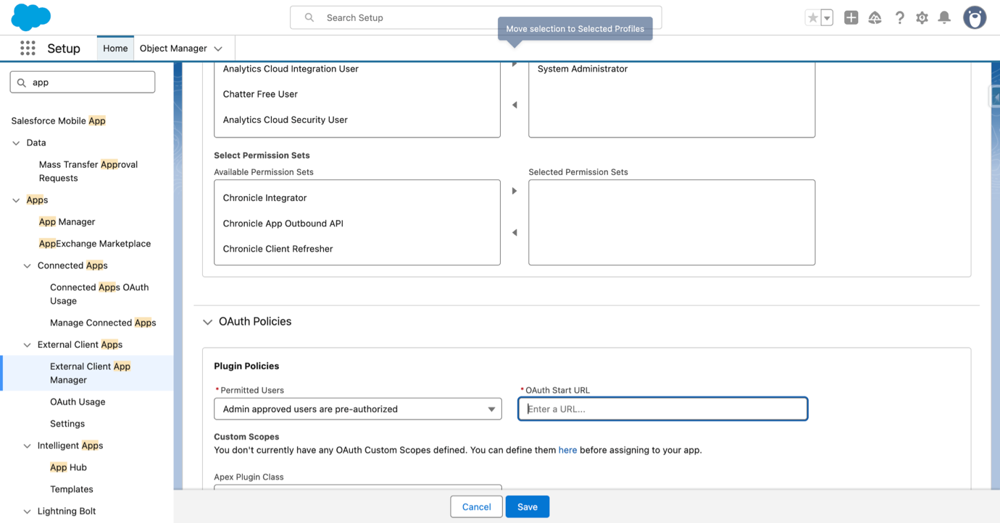 Search Setup
Move selection to Selected Profiles
Setup
Home
Object Manager
app
Salesforce Mobile App
Data
Mass Transfer Approval
Requests
Apps
App Manager
AppExchange Marketplace
Connected Apps
Connected Apps OAuth
Usage
Manage Connected Apps
External Client Apps
External Client App
Manager
OAuth Usage
Settings
Intelligent Apps
App Hub
Templates
Lightning Bolt
Analytics Cloud Integration User
Chatter Free User
Analytics Cloud Security User
System Administrator
Select Permission Sets
Available Permission Sets
Selected Permission Sets
Chronicle Integrator
Chronicle App Outbound API
Chronicle Client Refresher
OAuth Policies
Plugin Policies
* Permitted Users
Admin approved users are pre-authorized
* OAuth Start URL
Enter a URL...
Custom Scopes
You don't currently have any OAuth Custom Scopes defined. You can define them here before assigning to your app.
Apex Plugin Class
Cancel
Save